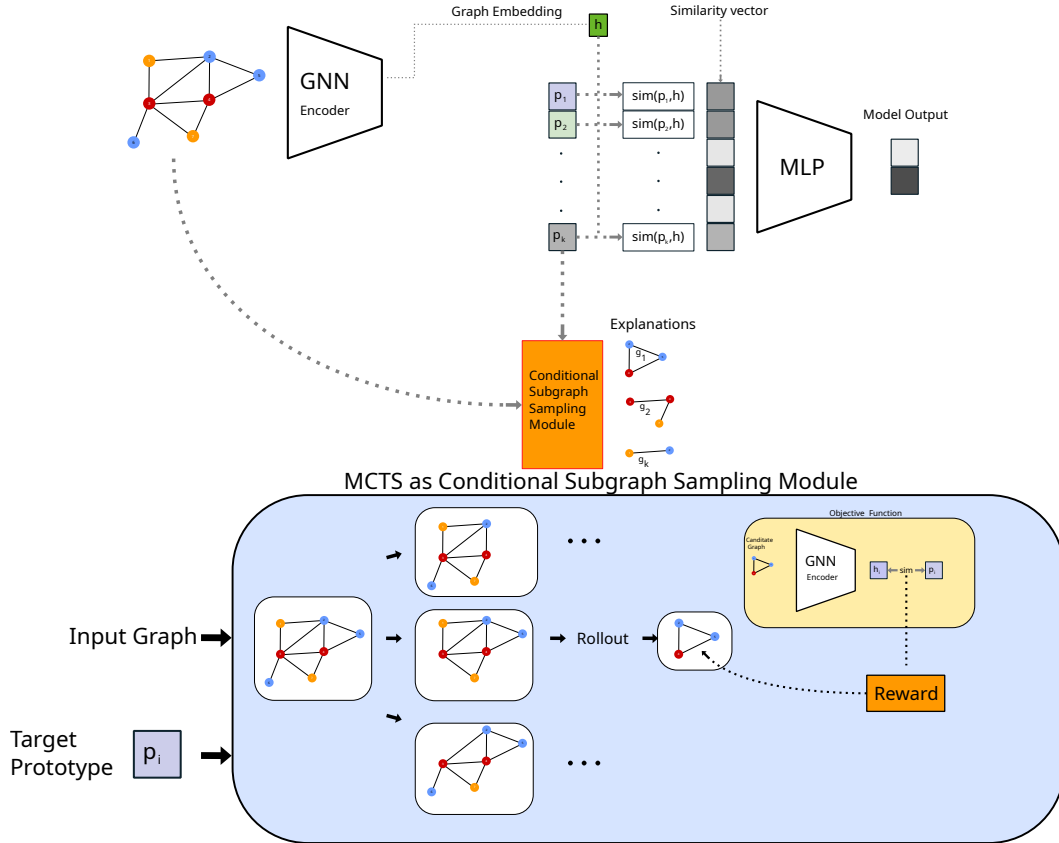 Graph Embedding
h
Similarity vector
GNN
Encoder
p1
sim(p1,h)
p2
sim(p2,h)
.
.
.
.
.
.
pk
sim(pk,h)
MLP
Model Output
Explanations
g1
Conditional
Subgraph
Sampling
Module
g2
gk
MCTS as Conditional Subgraph Sampling Module
Objective Function
Canditate
Graph
GNN
Encoder
hi
sim
pi
...
Input Graph
Rollout
Reward
Target
Prototype
pi
...